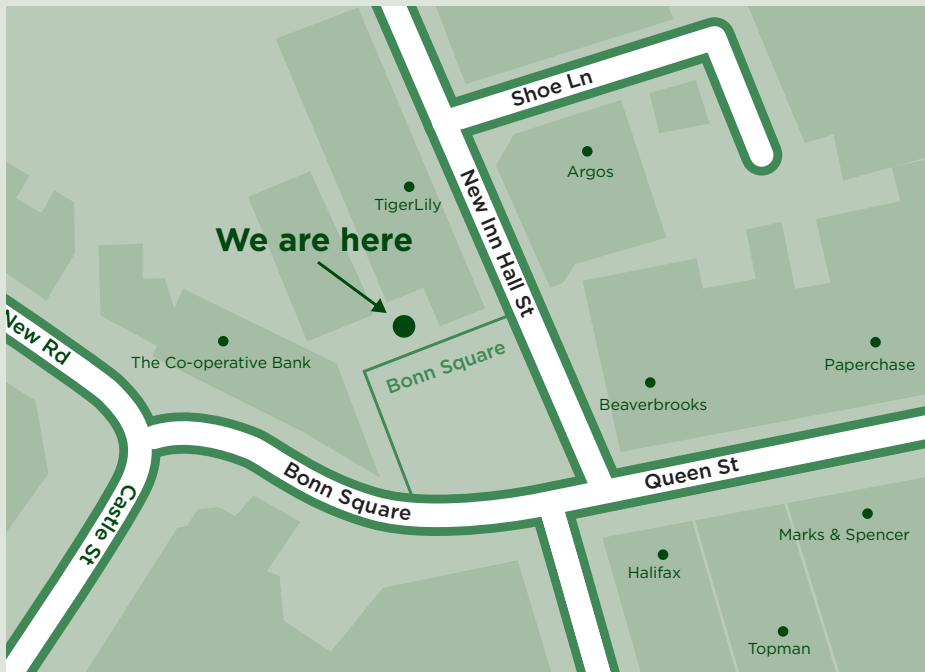 Shoe Ln
Argos
TigerLily
New Inn Hall St
We are here
New Rd
The Co-operative Bank
Bonn Square
Paperchase
Beaverbrooks
Queen St
Bonn Square
Castle St
Marks & Spencer
Halifax
Topman